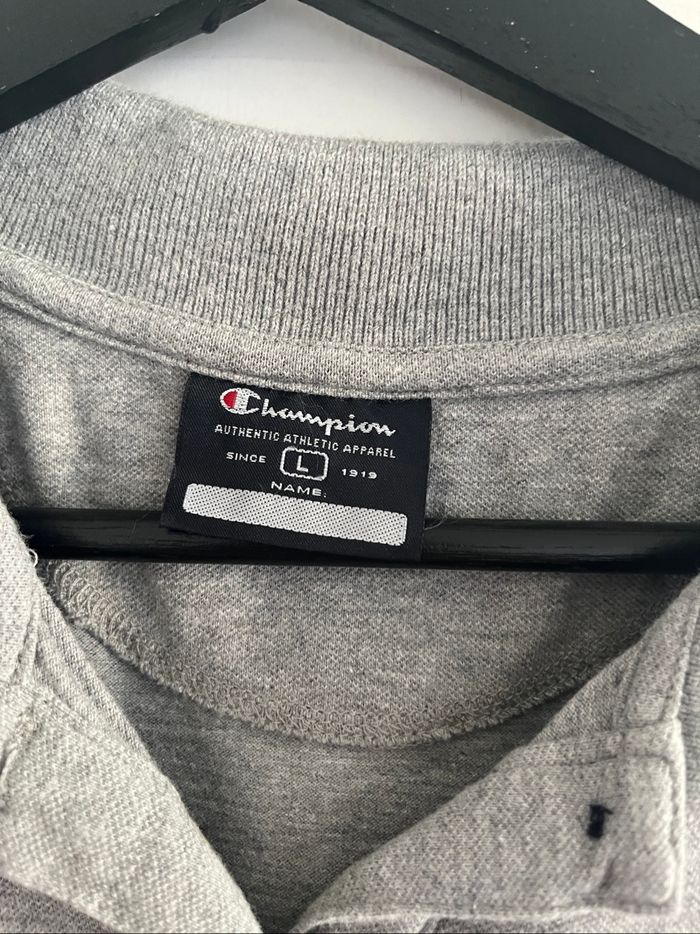 Champion
AUTHENTIC ATHLETIC APPAREL
SINCE L 1919
NAME: